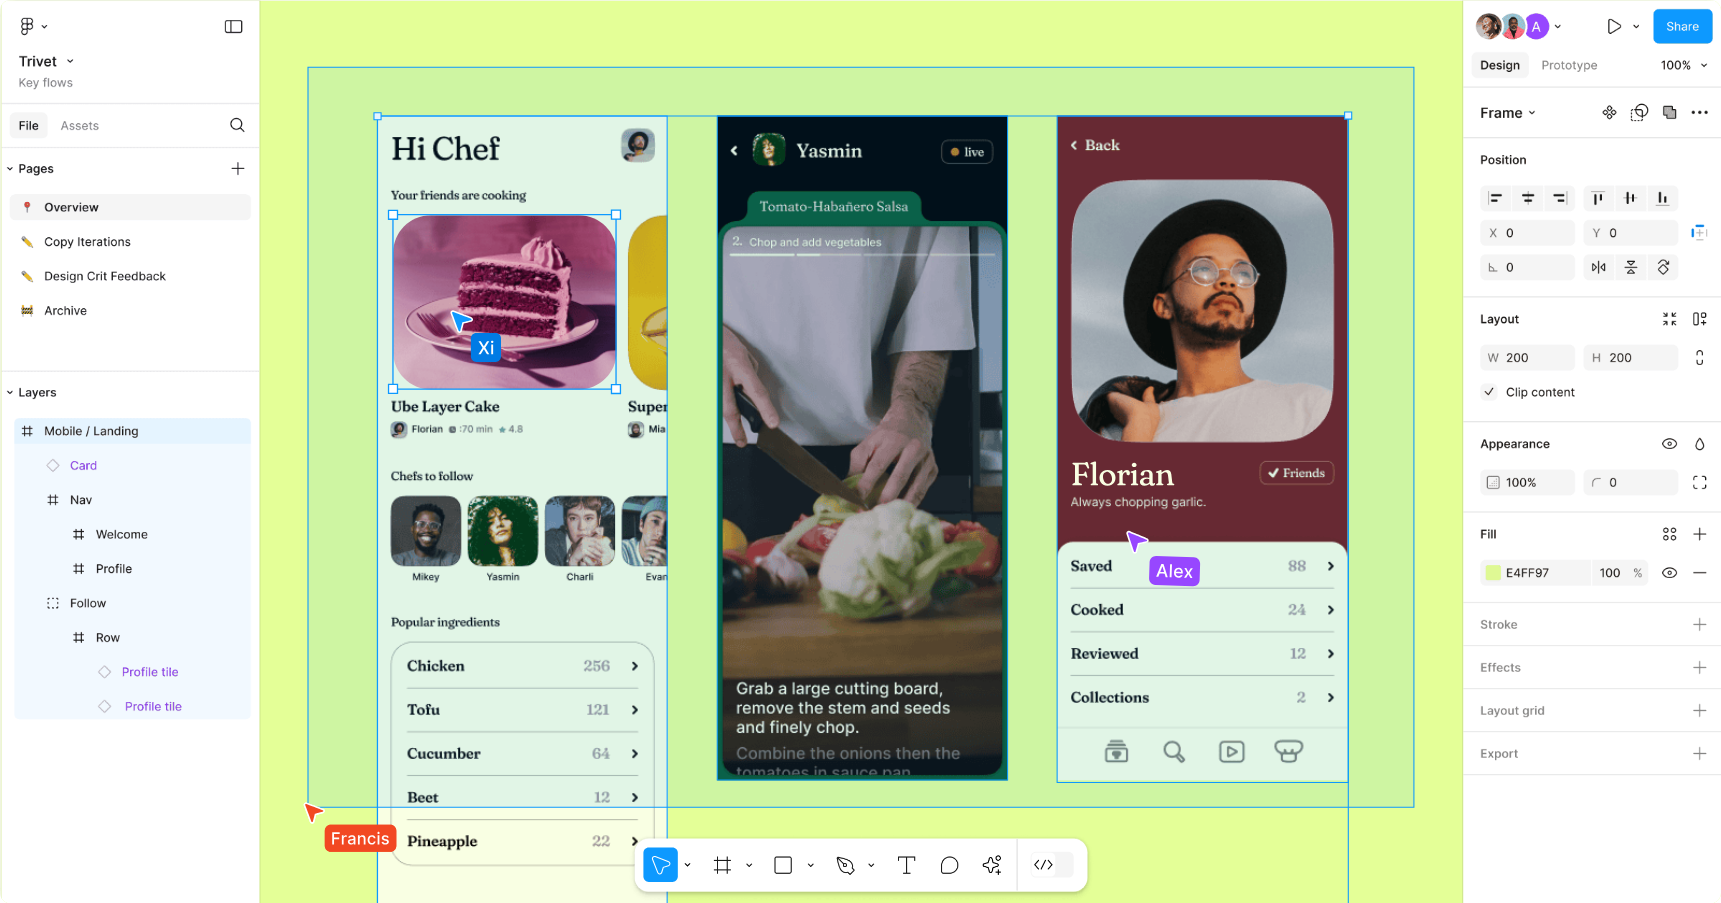 Trivet
Key flows
File
Assets
Pages
Overview
Copy Iterations
Design Crit Feedback
Archive
Layers
Mobile / Landing
Card
Nav
Welcome
Profile
Follow
Row
Profile tile
Profile tile
Hi Chef
Your friends are cooking
Xi
Ube Layer Cake
Super
Florian :70 min 4.8
Mia
Chefs to follow
Mikey
Yasmin
Charli
Evan
Popular ingredients
Chicken 256
Tofu 121
Cucumber 64
Beet 12
Pineapple 22
Francis
Yasmin
live
Tomato-Habañero Salsa
2. Chop and add vegetables
Grab a large cutting board,
remove the stem and seeds
and finely chop.
Combine the onions then the
tomatoes in sauce pan
Back
Florian
Friends
Always chopping garlic.
Alex
Saved 88
Cooked 24
Reviewed 12
Collections 2
A
Share
Design
Prototype
100%
Frame
Position
X 0
Y 0
0
Layout
W 200
H 200
Clip content
Appearance
100%
0
Fill
E4FF97 100 %
Stroke
Effects
Layout grid
Export